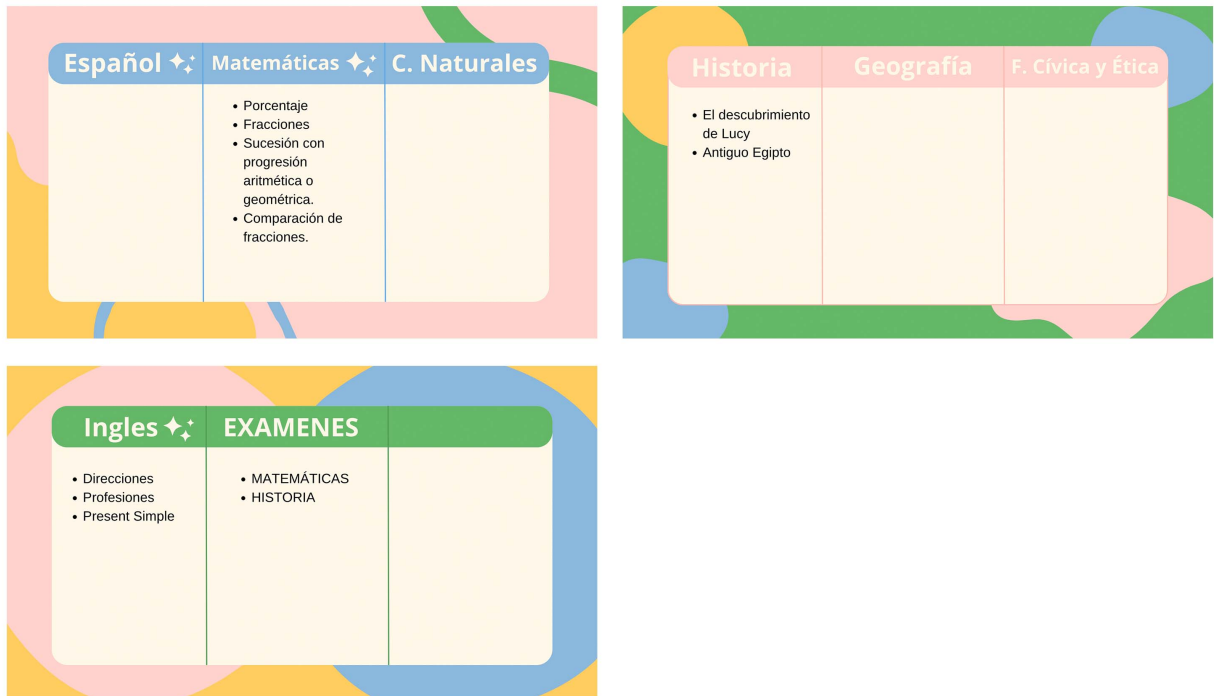 Español
Matemáticas
C. Naturales
• Porcentaje
• Fracciones
• Sucesión con
progresión
aritmética o
geométrica.
• Comparación de
fracciones.
Historia
Geografía
F. Cívica y Ética
• El descubrimiento
de Lucy
• Antiguo Egipto
Ingles
EXAMENES
• Direcciones
• Profesiones
• Present Simple
• MATEMÁTICAS
• HISTORIA